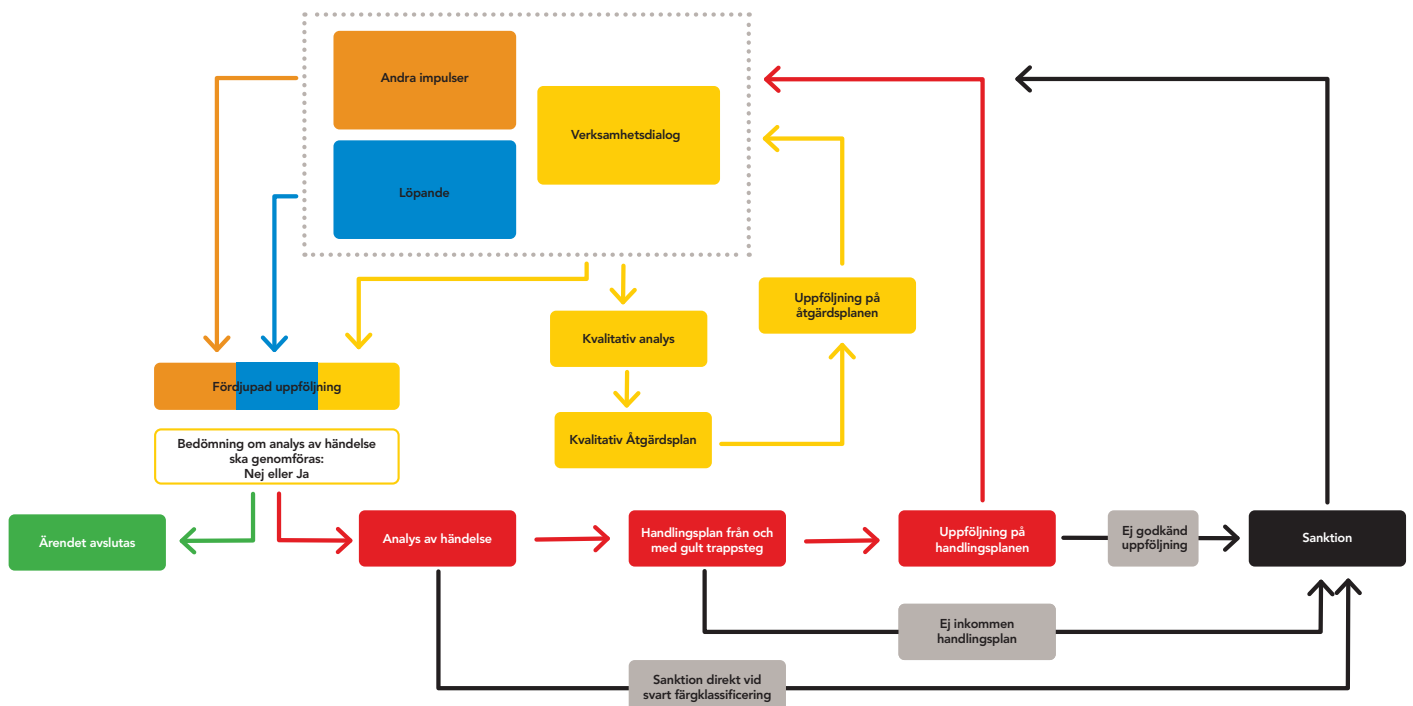 Andra impulser
Verksamhetsdialog
Löpande
Uppföljning på
åtgärdsplanen
Kvalitativ analys
Fördjupad uppföljning
Kvalitativ Åtgärdsplan
Bedömning om analys av händelse
ska genomföras:
Nej eller Ja
Ärendet avslutas
Analys av händelse
Handlingsplan från och
med gult trappsteg
Uppföljning på
handlingsplanen
Ej godkänd
uppföljning
Sanktion
Ej inkommen
handlingsplan
Sanktion direkt vid
svart färgklassificering